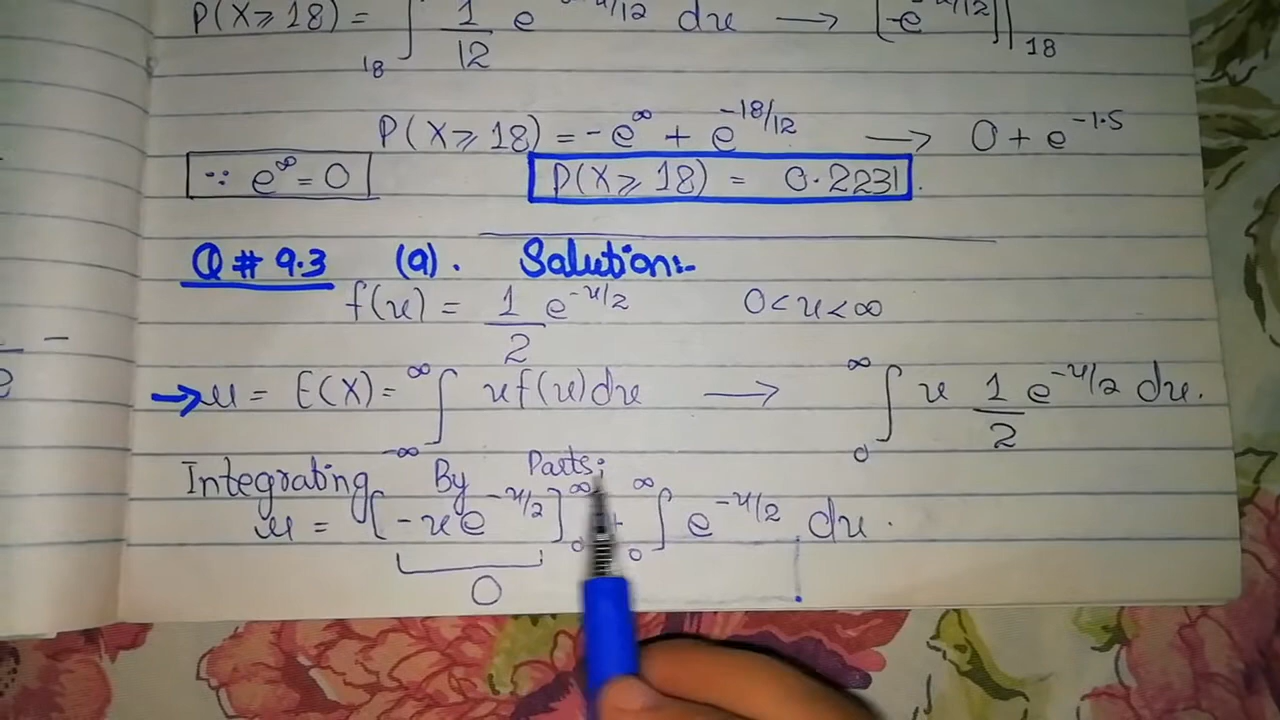 P(X⩾18) = ∫₁₈ 1/12 e^-x/12 dx → [-e^-x/12]|₁₈
P(X⩾18) = -e^∞ + e^-18/12 → 0 + e^-1.5
∵ e^∞ = 0 P(X⩾18) = 0.2231.
Q # 9.3 (a). Solution:-
f(x) = 1/2 e^-x/2 0<x<∞
→ μ = E(X) = ∞∫-∞ x f(x) dx → ∞∫0 x 1/2 e^-x/2 dx.
Integrating By Parts;
μ = [-x e^-x/2]∞0 + ∞∫0 e^-x/2 dx.
0